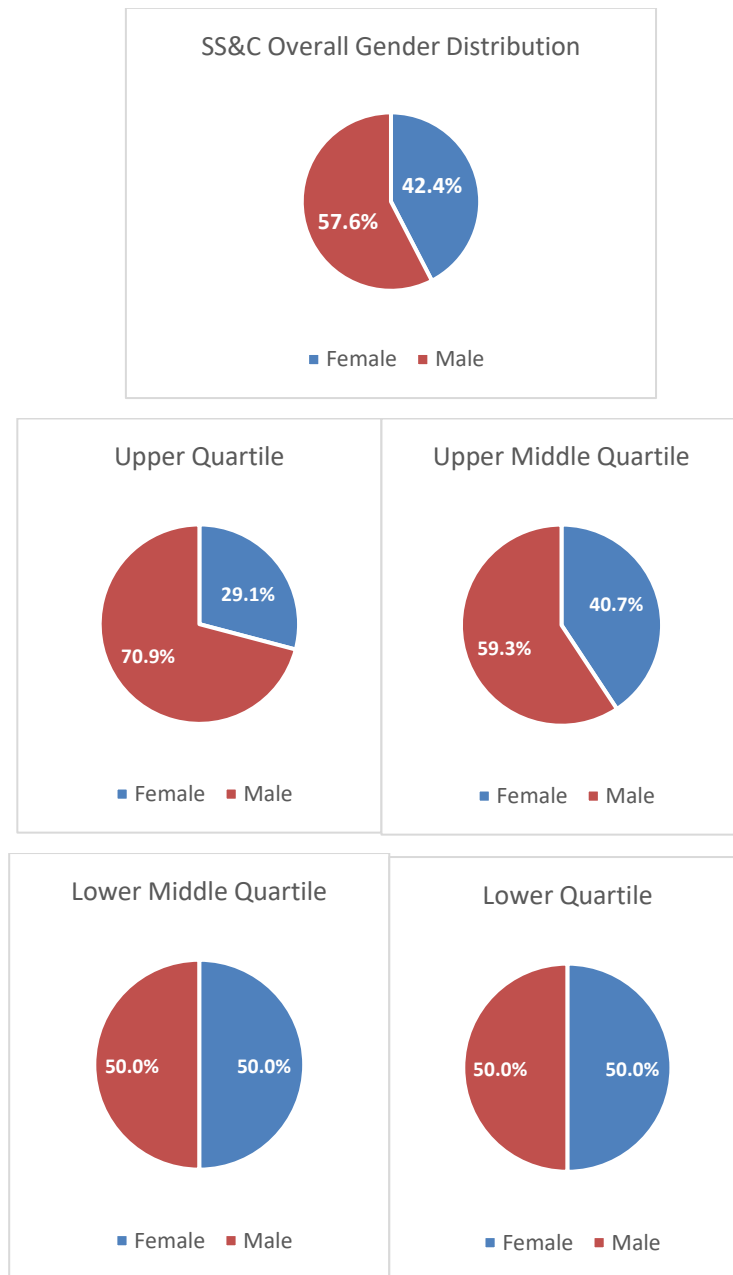 SS&C Overall Gender Distribution
42.4%
57.6%
Female Male
Upper Quartile
29.1%
70.9%
Female Male
Upper Middle Quartile
40.7%
59.3%
Female Male
Lower Middle Quartile
50.0% 50.0%
Female Male
Lower Quartile
50.0% 50.0%
Female Male